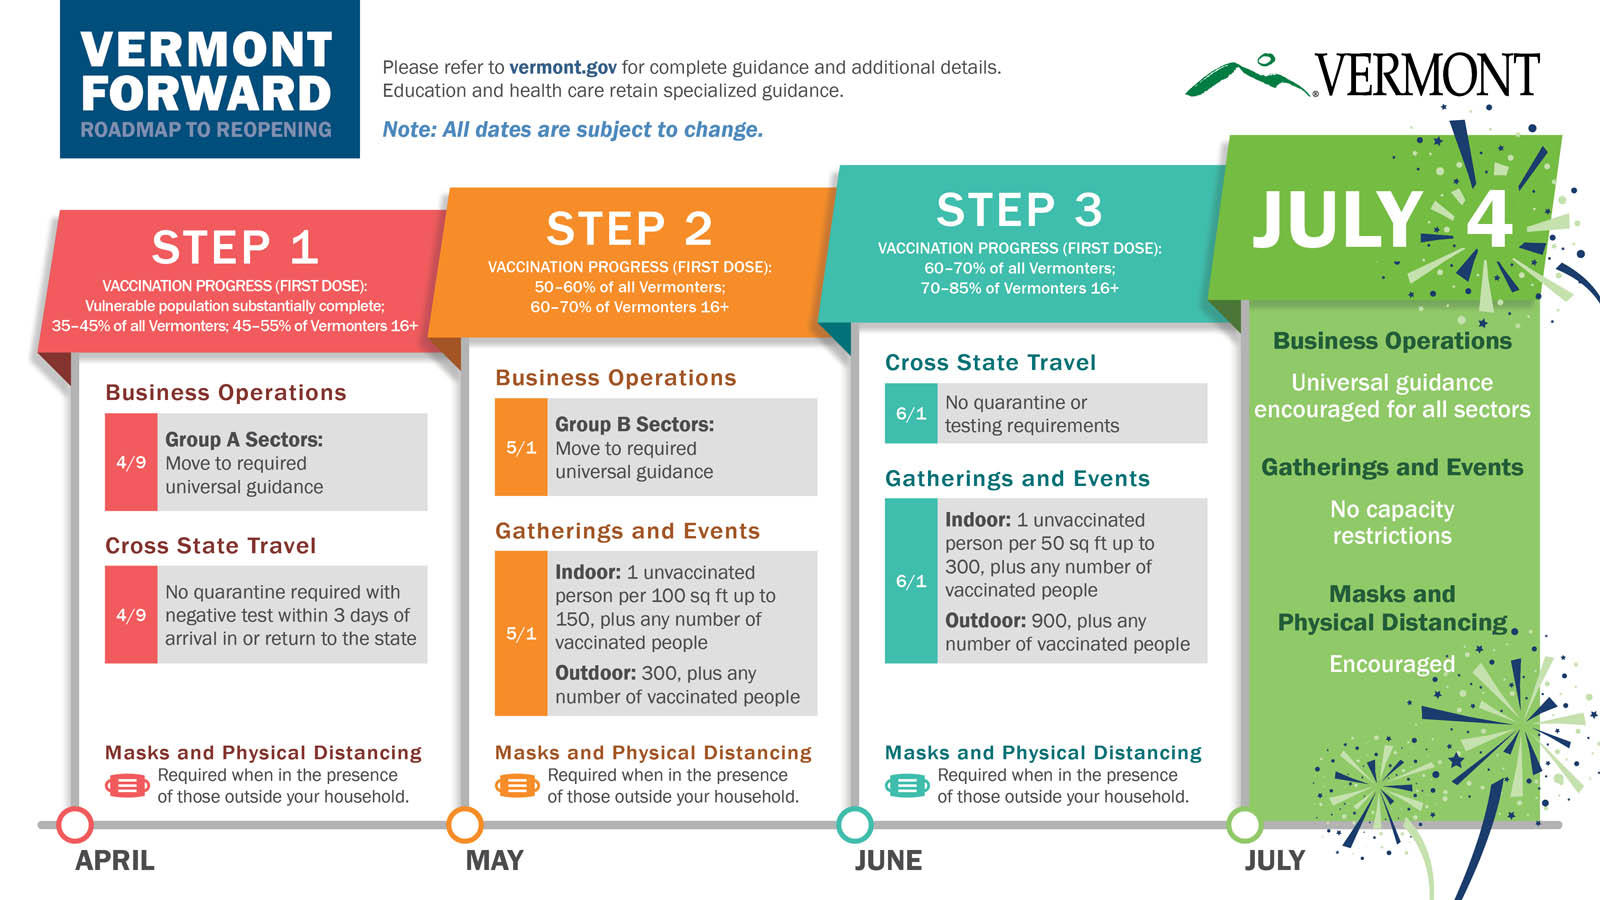 VERMONT
FORWARD
ROADMAP TO REOPENING
Please refer to vermont.gov for complete guidance and additional details.
Education and health care retain specialized guidance.
Note: All dates are subject to change.
VERMONT
STEP 1
VACCINATION PROGRESS (FIRST DOSE):
Vulnerable population substantially complete;
35–45% of all Vermonters; 45–55% of Vermonters 16+
Business Operations
4/9
Group A Sectors:
Move to required
universal guidance
Cross State Travel
4/9
No quarantine required with
negative test within 3 days of
arrival in or return to the state
Masks and Physical Distancing
Required when in the presence
of those outside your household.
APRIL
STEP 2
VACCINATION PROGRESS (FIRST DOSE):
50–60% of all Vermonters;
60–70% of Vermonters 16+
Business Operations
5/1
Group B Sectors:
Move to required
universal guidance
Gatherings and Events
5/1
Indoor: 1 unvaccinated
person per 100 sq ft up to
150, plus any number of
vaccinated people
Outdoor: 300, plus any
number of vaccinated people
Masks and Physical Distancing
Required when in the presence
of those outside your household.
MAY
STEP 3
VACCINATION PROGRESS (FIRST DOSE):
60–70% of all Vermonters;
70–85% of Vermonters 16+
Cross State Travel
6/1
No quarantine or
testing requirements
Gatherings and Events
6/1
Indoor: 1 unvaccinated
person per 50 sq ft up to
300, plus any number of
vaccinated people
Outdoor: 900, plus any
number of vaccinated people
Masks and Physical Distancing
Required when in the presence
of those outside your household.
JUNE
JULY 4
Business Operations
Universal guidance
encouraged for all sectors
Gatherings and Events
No capacity
restrictions
Masks and
Physical Distancing
Encouraged
JULY